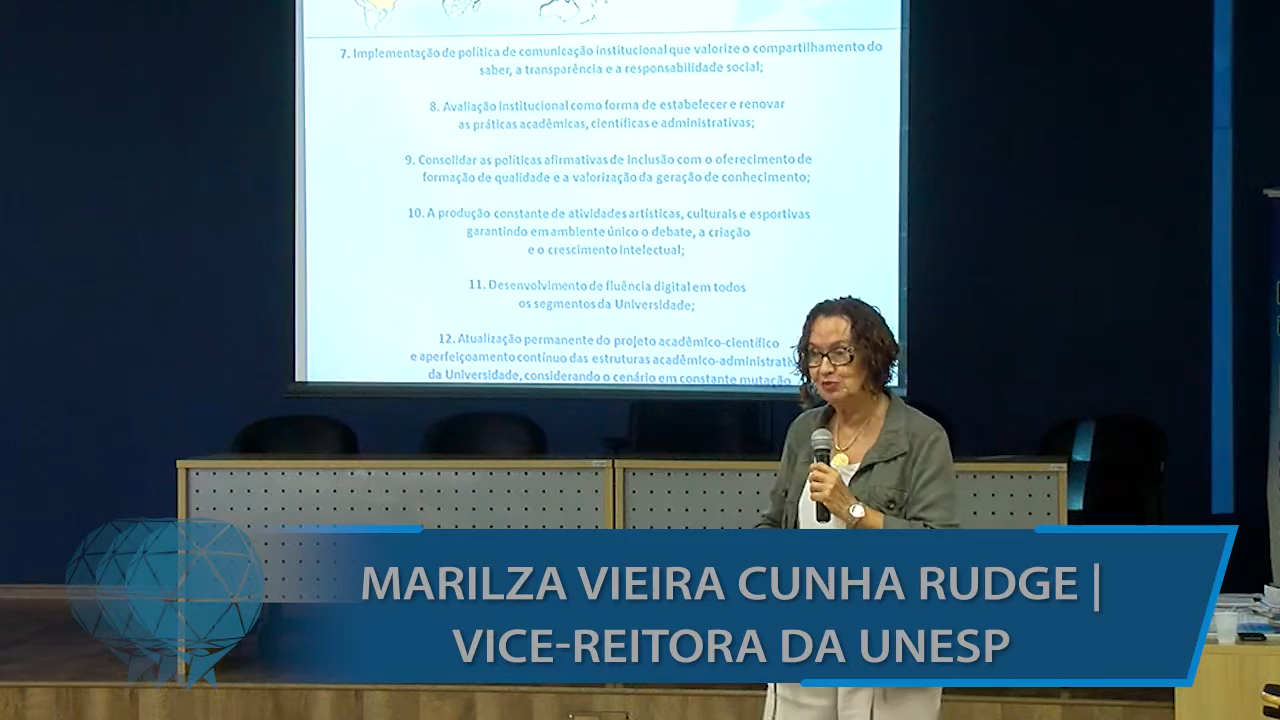 7. Implementação de política de comunicação institucional que valorize o compartilhamento do
saber, a transparência e a responsabilidade social;
8. Avaliação institucional como forma de estabelecer e renovar
as práticas acadêmicas, científicas e administrativas;
9. Consolidar as políticas afirmativas de inclusão com o oferecimento de
formação de qualidade e a valorização da geração de conhecimento;
10. A produção constante de atividades artísticas, culturais e esportivas
garantindo em ambiente único o debate, a criação
e o crescimento intelectual;
11. Desenvolvimento de fluência digital em todos
os segmentos da Universidade;
12. Atualização permanente do projeto acadêmico-científico
e aperfeiçoamento contínuo das estruturas
da Universidade, considerando o cenário em constante mutação
MARILZA VIEIRA CUNHA RUDGE |
VICE-REITORA DA UNESP